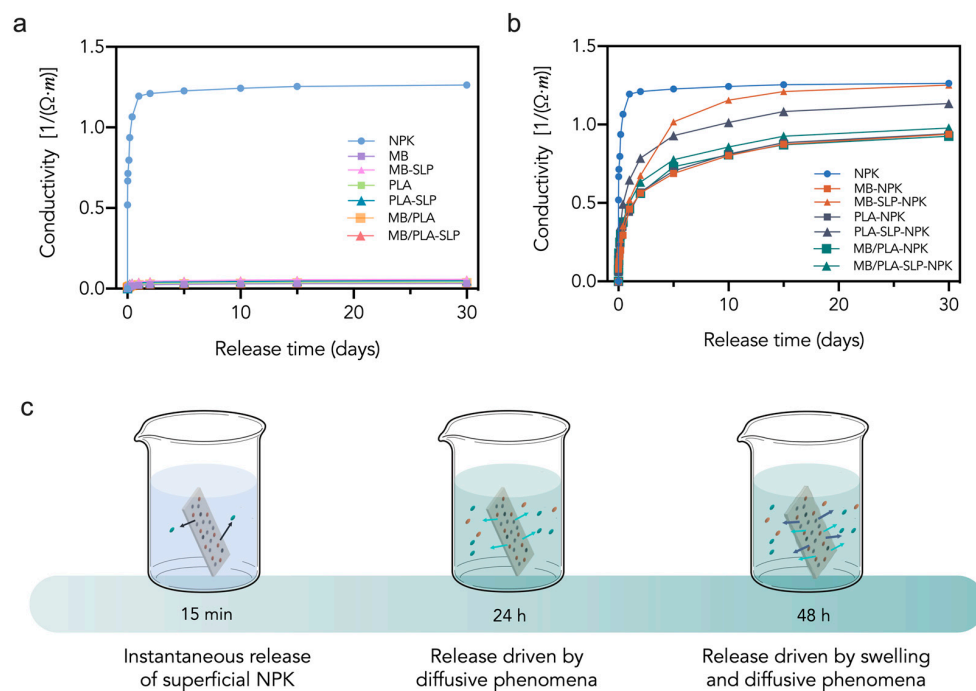 a
1.5
1.0
0.5
0.0
Conductivity [1/(Ω·m)]
0
10
20
30
Release time (days)
NPK
MB
MB-SLP
PLA
PLA-SLP
MB/PLA
MB/PLA-SLP
b
1.5
1.0
0.5
0.0
Conductivity [1/(Ω·m)]
0
10
20
30
Release time (days)
NPK
MB-NPK
MB-SLP-NPK
PLA-NPK
PLA-SLP-NPK
MB/PLA-NPK
MB/PLA-SLP-NPK
c
15 min
24 h
48 h
Instantaneous release
of superficial NPK
Release driven by
diffusive phenomena
Release driven by swelling
and diffusive phenomena